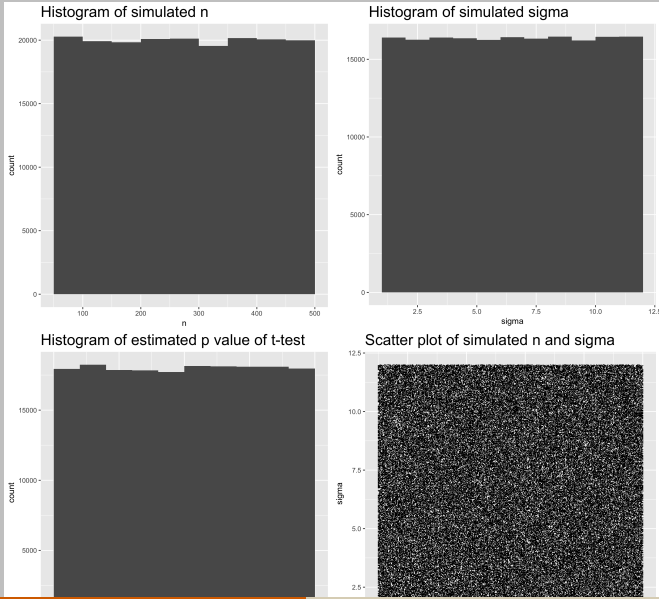 Histogram of simulated n
20000
15000
10000
5000
0
count
100 200 300 400 500
n
Histogram of simulated sigma
15000
10000
5000
0
count
2.5 5.0 7.5 10.0 12.5
sigma
Histogram of estimated p value of t-test
15000
10000
5000
count
Scatter plot of simulated n and sigma
12.5
10.0
7.5
5.0
2.5
sigma